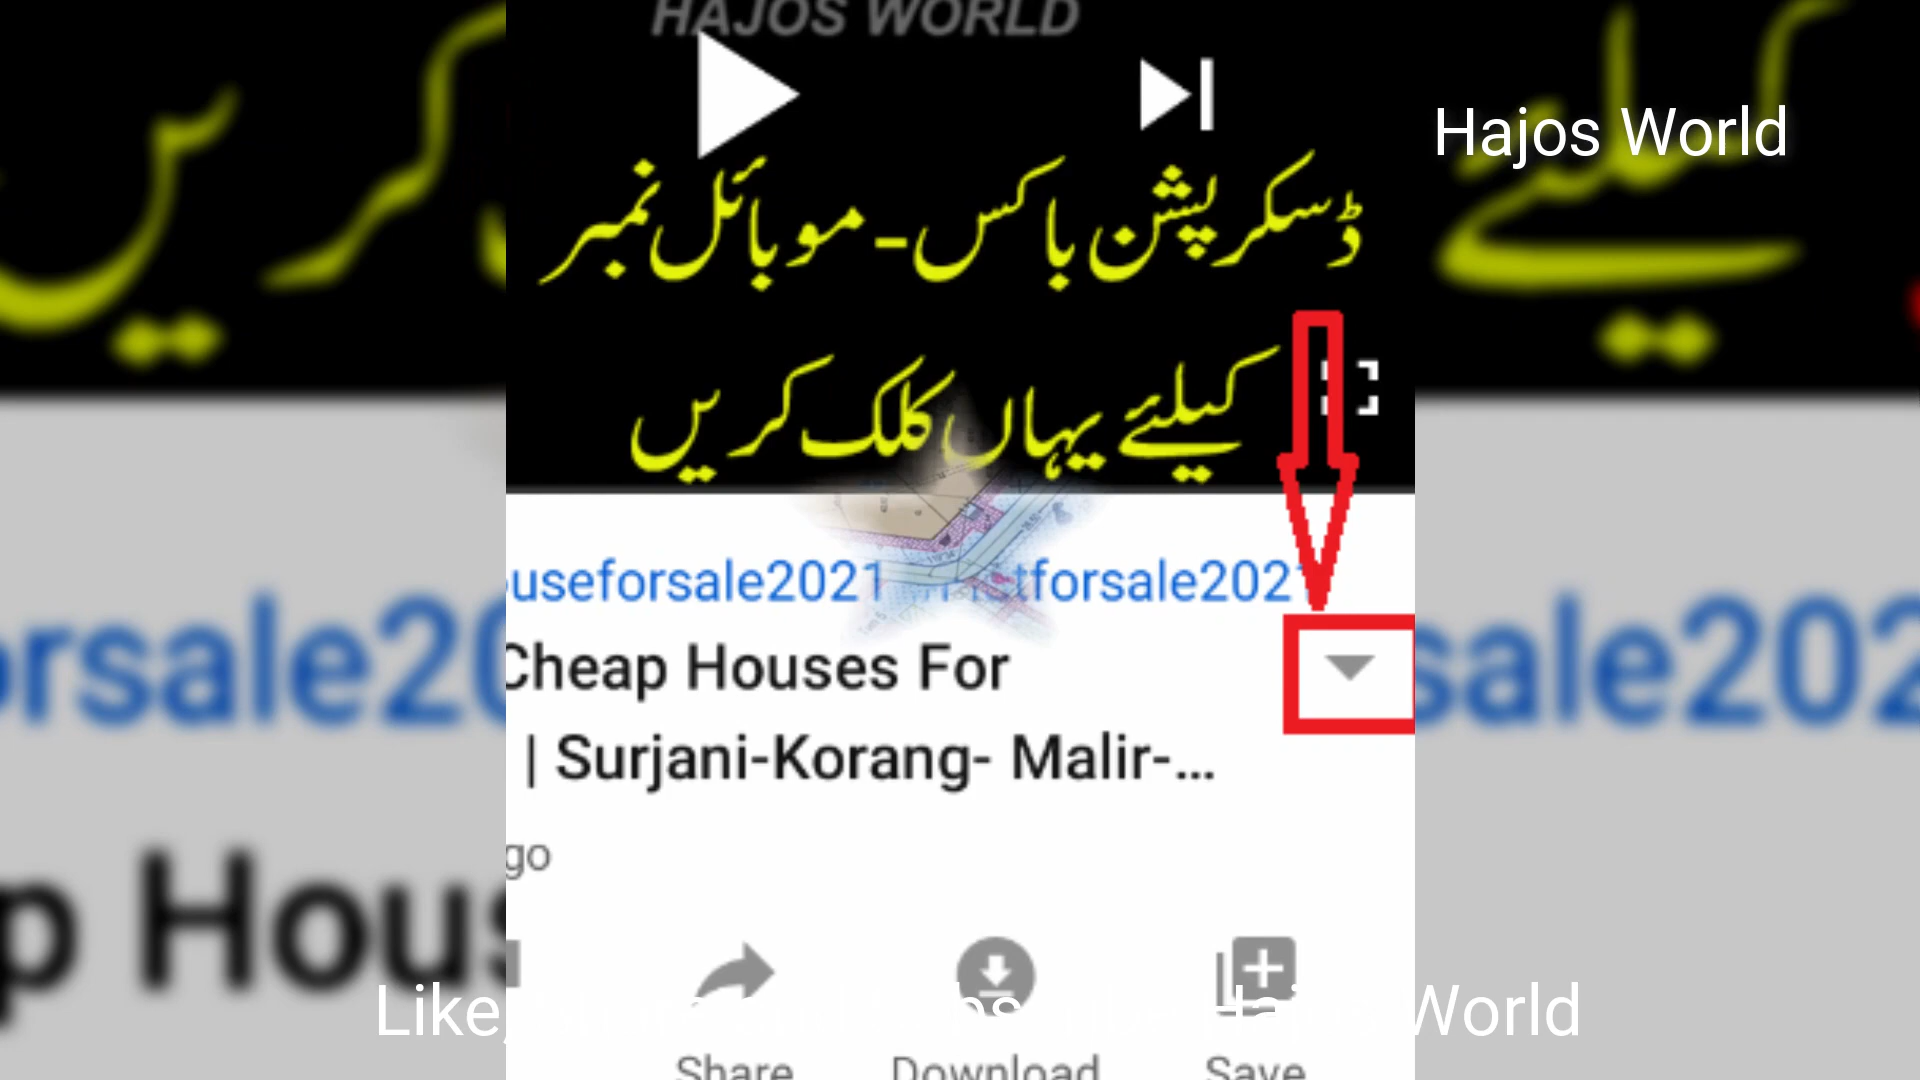 HAJOS WORLD
Hajos World
ڈسکرپشن باکس - موبائل نمبر
کیلئے یہاں کلک کریں
useforsale2021
tforsale2021
Cheap Houses For
| Surjani-Korang- Malir-...
go
Like,
Hajos World
Share
Download
Save